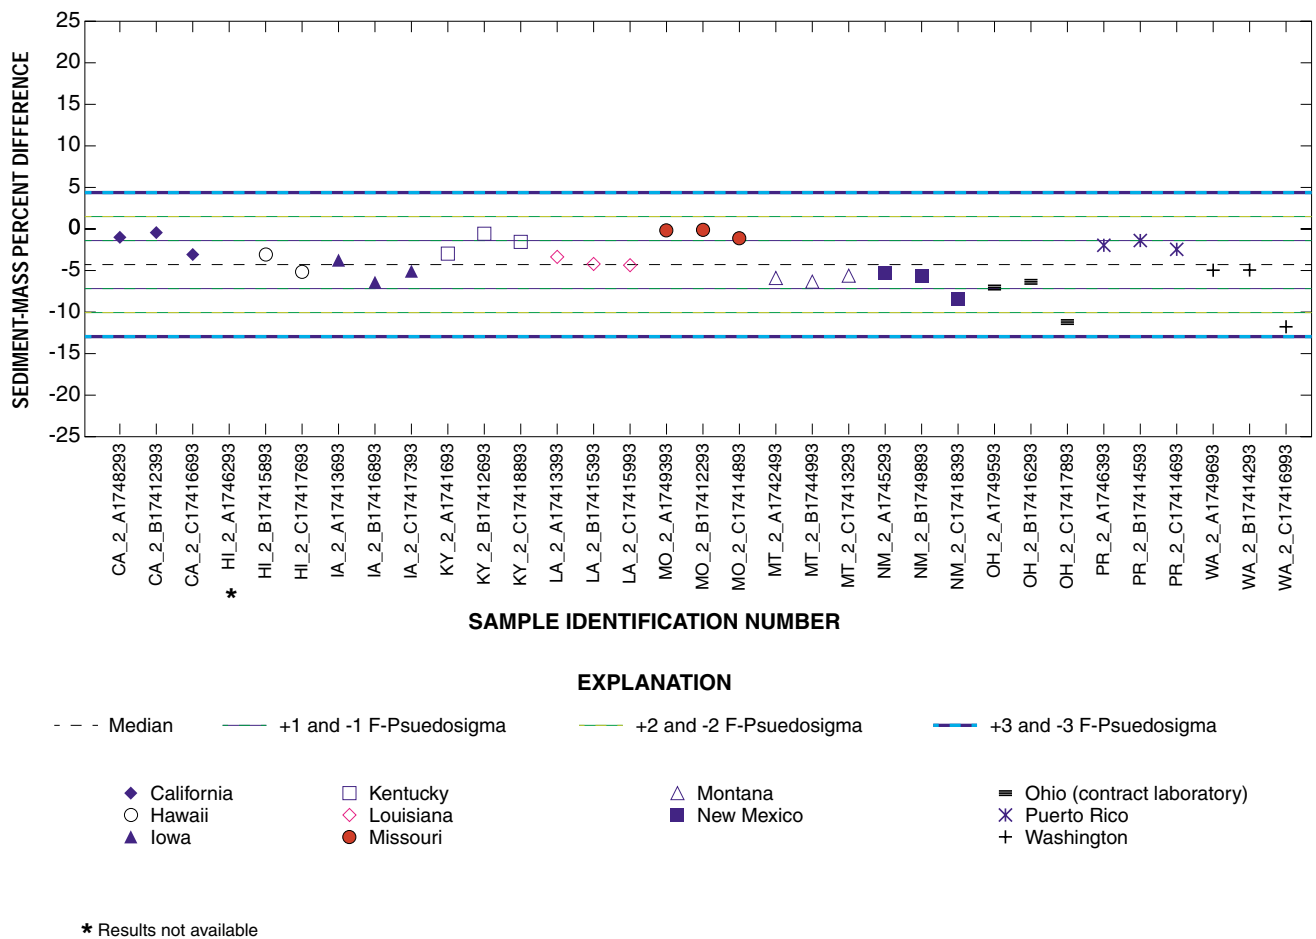 SEDIMENT-MASS PERCENT DIFFERENCE
25
20
15
10
5
0
-5
-10
-15
-20
-25
CA_2_A1748293
CA_2_B17412393
CA_2_C17416693
HI_2_A1746293
*
HI_2_B17415893
HI_2_C17417693
IA_2_A17413693
IA_2_B17416893
IA_2_C17417393
KY_2_A1741693
KY_2_B17412693
KY_2_C17418893
LA_2_A17413393
LA_2_B17415393
LA_2_C17415993
MO_2_A1749393
MO_2_B17412293
MO_2_C17414893
MT_2_A1742493
MT_2_B1744993
MT_2_C17413293
NM_2_A1745293
NM_2_B1749893
NM_2_C17418393
OH_2_A1749593
OH_2_B17416293
OH_2_C17417893
PR_2_A1746393
PR_2_B17414593
PR_2_C17414693
WA_2_A1749693
WA_2_B17414293
WA_2_C17416993
SAMPLE IDENTIFICATION NUMBER
EXPLANATION
Median
+1 and -1 F-Psuedosigma
+2 and -2 F-Psuedosigma
+3 and -3 F-Psuedosigma
California
Hawaii
Iowa
Kentucky
Louisiana
Missouri
Montana
New Mexico
Ohio (contract laboratory)
Puerto Rico
Washington
* Results not available